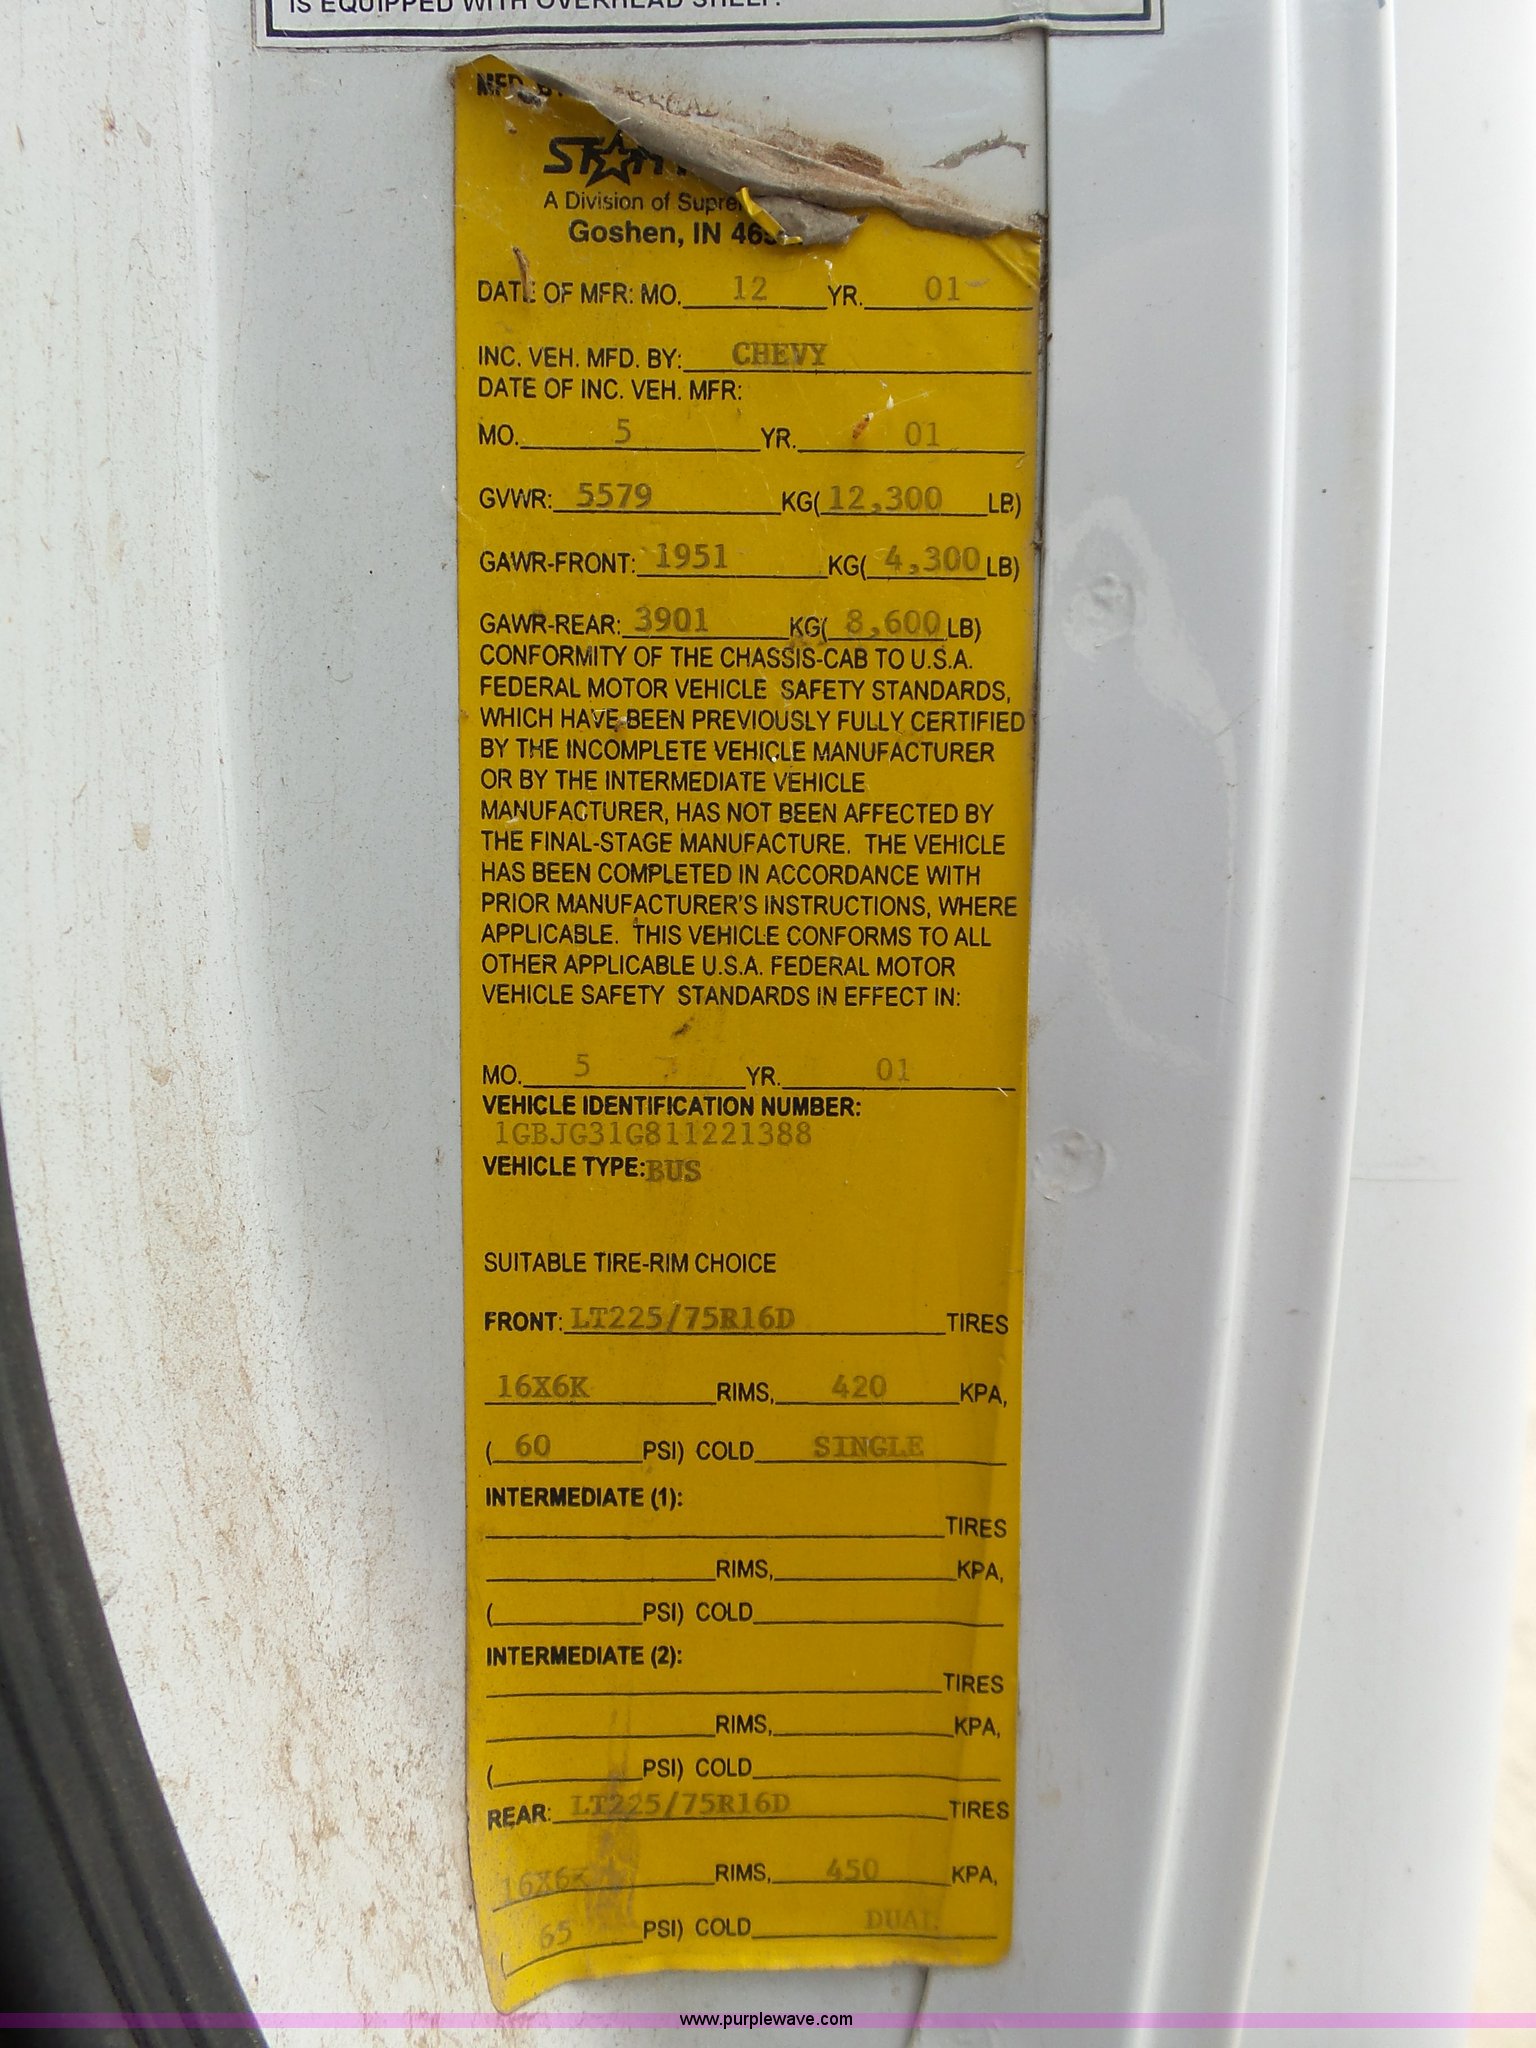 IS EQUIPPED WITH OVERHEAD SHELF.
MFD. BY
A Division of
Goshen, IN
DATE OF MFR: MO. 12 YR. 01
INC. VEH. MFD. BY: CHEVY
DATE OF INC. VEH. MFR:
MO. 5 YR. 01
GVWR: 5579 KG( 12,300 LB)
GAWR-FRONT: 1951 KG( 4,300 LB)
GAWR-REAR: 3901 KG( 8,600 LB)
CONFORMITY OF THE CHASSIS-CAB TO U.S.A.
FEDERAL MOTOR VEHICLE SAFETY STANDARDS,
WHICH HAVE BEEN PREVIOUSLY FULLY CERTIFIED
BY THE INCOMPLETE VEHICLE MANUFACTURER
OR BY THE INTERMEDIATE VEHICLE
MANUFACTURER, HAS NOT BEEN AFFECTED BY
THE FINAL-STAGE MANUFACTURE. THE VEHICLE
HAS BEEN COMPLETED IN ACCORDANCE WITH
PRIOR MANUFACTURER'S INSTRUCTIONS, WHERE
APPLICABLE. THIS VEHICLE CONFORMS TO ALL
OTHER APPLICABLE U.S.A. FEDERAL MOTOR
VEHICLE SAFETY STANDARDS IN EFFECT IN:
MO. 5 YR. 01
VEHICLE IDENTIFICATION NUMBER:
1GBJG31G811221388
VEHICLE TYPE: BUS
SUITABLE TIRE-RIM CHOICE
FRONT: LT225/75R16D TIRES
16X6K RIMS, 420 KPA,
( 60 PSI) COLD SINGLE
INTERMEDIATE (1):
TIRES
RIMS, KPA,
( PSI) COLD
INTERMEDIATE (2):
TIRES
RIMS, KPA,
( PSI) COLD
REAR: LT225/75R16D TIRES
16X6K RIMS, 450 KPA,
( 65 PSI) COLD DUAL
www.purplewave.com